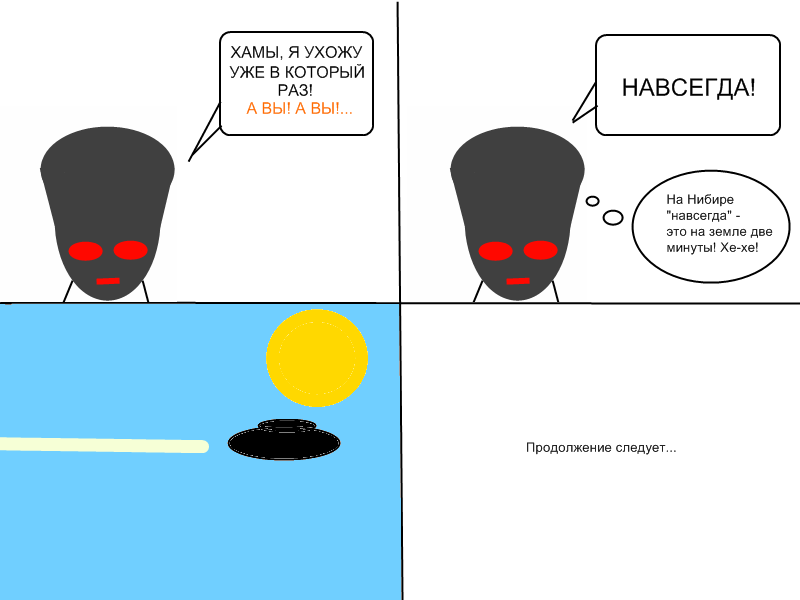 ХАМЫ, Я УХОЖУ
УЖЕ В КОТОРЫЙ
РАЗ!
А ВЫ! А ВЫ!...
НАВСЕГДА!
На Нибире
"навсегда" -
это на земле две
минуты! Хе-хе!
Продолжение следует...